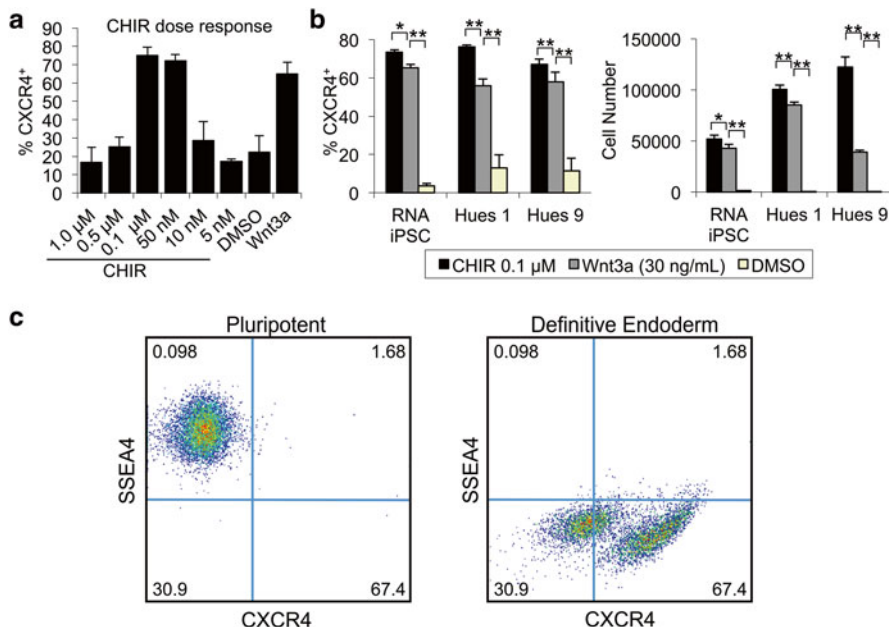 a
CHIR dose response
% CXCR4+
90
80
70
60
50
40
30
20
10
0
1.0 µM
0.5 µM
0.1 µM
50 nM
10 nM
5 nM
DMSO
Wnt3a
CHIR
b
% CXCR4+
80
60
40
20
0
* ** ** ** ** **
RNA iPSC
Hues 1
Hues 9
Cell Number
150000
100000
50000
0
* ** ** ** ** **
RNA iPSC
Hues 1
Hues 9
CHIR 0.1 µM Wnt3a (30 ng/mL) DMSO
c
Pluripotent
0.098 1.68
SSEA4
30.9 67.4
CXCR4
Definitive Endoderm
0.098 1.68
SSEA4
30.9 67.4
CXCR4